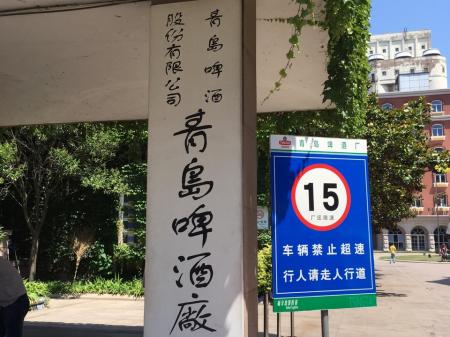 青岛啤酒
股份有限公司
青島啤酒廠
青岛啤酒厂
15
厂区限速
车辆禁止超速
行人请走人行道